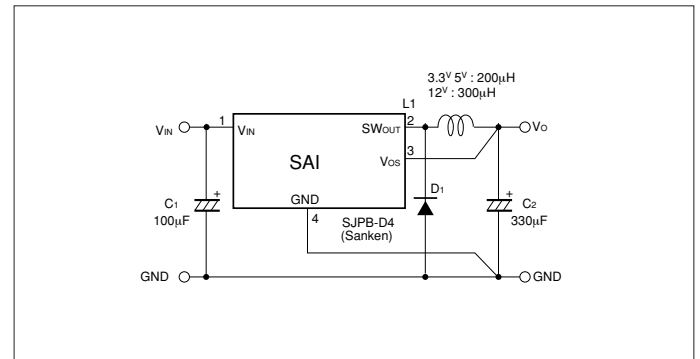 3.3V 5V : 200µH
12V : 300µH
L1
1
VIN
VIN
SWOUT
2
VO
VOS
3
SAI
D1
C1
100µF
+
GND
4
SJPB-D4
(Sanken)
+
C2
330µF
GND
GND